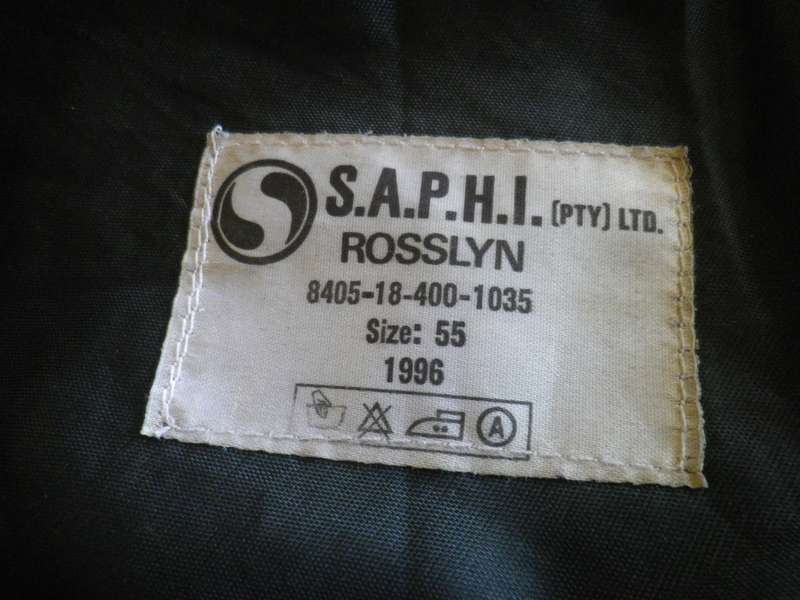 S.A.P.H.I. (PTY) LTD.
ROSSLYN
8405-18-400-1035
Size: 55
1996
A